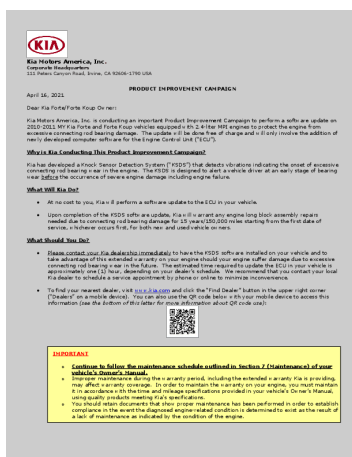 KIA
Kia Motors America, Inc.
Corporate Headquarters
111 Peters Canyon Road, Irvine, CA 92606-1790 USA
PRODUCT IMPROVEMENT CAMPAIGN
April 16, 2021
Dear Kia Forte/Forte Koup Owner:
Kia Motors America, Inc. is conducting an important Product Improvement Campaign to perform a software update on
2010-2011 MY Kia Forte and Forte Koup vehicles equipped with 2.4 liter MPI engines to protect the engine from
excessive connecting rod bearing damage. The update will be done free of charge and will only involve the addition of
newly developed computer software for the Engine Control Unit ("ECU").
Why is Kia Conducting This Product Improvement Campaign?
Kia has developed a Knock Sensor Detection System ("KSDS") that detects vibrations indicating the onset of excessive
connecting rod bearing wear in the engine. The KSDS is designed to alert a vehicle driver at an early stage of bearing
wear before the occurrence of severe engine damage including engine failure.
What Will Kia Do?
• At no cost to you, Kia will perform a software update to the ECU in your vehicle.
• Upon completion of the KSDS software update, Kia will warrant any engine long block assembly repairs
needed due to connecting rod bearing damage for 15 years/150,000 miles starting from the first date of
service, whichever occurs first, for both new and used vehicle owners.
What Should You Do?
• Please contact your Kia dealership immediately to have the KSDS software installed on your vehicle and to
take advantage of this extended warranty on your engine should your engine suffer damage due to excessive
connecting rod bearing wear in the future. The estimated time required to update the ECU in your vehicle is
approximately one (1) hour, depending on your dealer's schedule. We recommend that you contact your local
Kia dealer to schedule a service appointment by phone or online to minimize inconvenience.
• To find your nearest dealer, visit www.kia.com and click the "Find Dealer" button in the upper right corner
("Dealers" on a mobile device). You can also use the QR code below with your mobile device to access this
information (see the bottom of this letter for more information about QR code use):
IMPORTANT
• Continue to follow the maintenance schedule outlined in Section 7 (Maintenance) of your
vehicle's Owner's Manual.
• Improper maintenance during the warranty period, including the extended warranty Kia is providing,
may affect warranty coverage. In order to maintain the warranty on your engine, you must maintain
it in accordance with the time and mileage specifications provided in your vehicle's Owner's Manual,
using quality products meeting Kia's specifications.
• You should retain documents that show proper maintenance has been performed in order to establish
compliance in the event the diagnosed engine-related condition is determined to exist as the result of
a lack of maintenance as indicated by the condition of the engine.